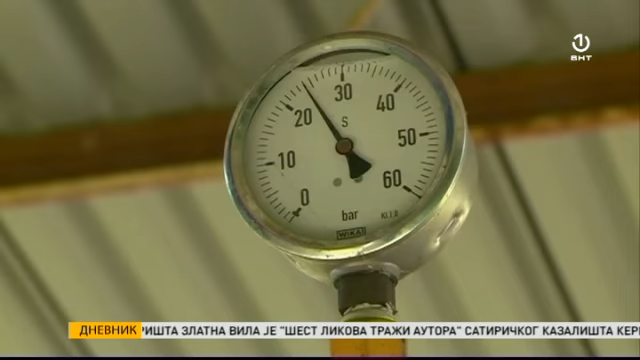 1
BHT
30
40
20
S
50
10
60
0
bar
Kl.1.0
WIKA
ДНЕВНИК
РИШТА ЗЛАТНА ВИЛА ЈЕ "ШЕСТ ЛИКОВА ТРАЖИ АУТОРА" САТИРИЧКОГ КАЗАЛИШТА КЕР